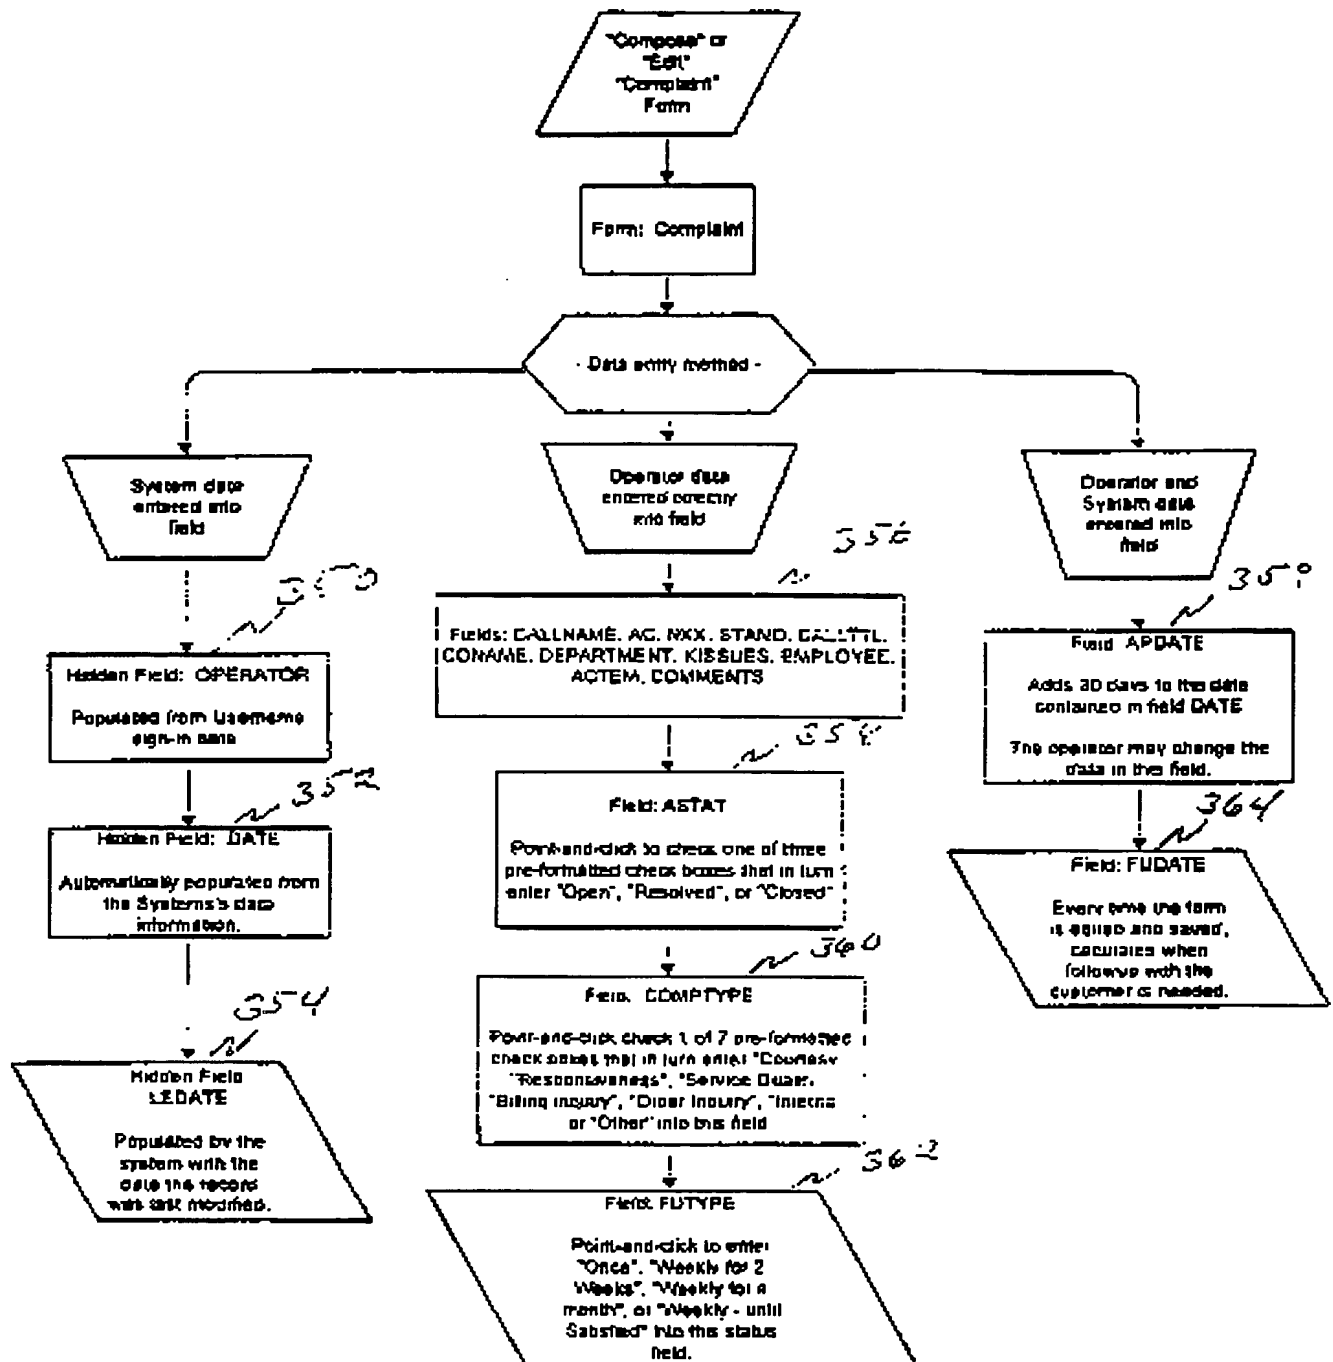 "Compose" or
"Edit"
"Complaint"
Form
Form: Complaint
- Data entry method -
System data
entered into
field
Operator data
entered directly
into field
Operator and
System data
entered into
field
350
Hidden Field: OPERATOR
Populated from Username
sign-in data
352
Hidden Field: DATE
Automatically populated from
the Systems's date
information.
354
Hidden Field
LEDATE
Populated by the
system with the
date the record
was last modified.
356
Fields: CALLNAME, AC, NXX, STAND, CALLTTL,
CONAME, DEPARTMENT, KISSUES, EMPLOYEE,
ACTEM, COMMENTS
Field: ASTAT
Point-and-click to check one of three
pre-formatted check boxes that in turn
enter "Open", "Resolved", or "Closed"
360
Field: COMPTYPE
Point-and-click check 1 of 7 pre-formatted
check boxes that in turn enter "Courtesy
"Responsiveness", "Service
"Billing Inquiry", "Order Inquiry", "Interna
or "Other" into this field
362
Field: FUTYPE
Point-and-click to enter
"Once", "Weekly for 2
Weeks", "Weekly for a
month", or "Weekly - until
Satisfied" into this status
field.
Field: APDATE
Adds 30 days to the date
contained in field DATE
The operator may change the
data in this field.
364
Field: FUDATE
Every time the form
is edited and saved,
calculates when
followup with the
customer is needed.